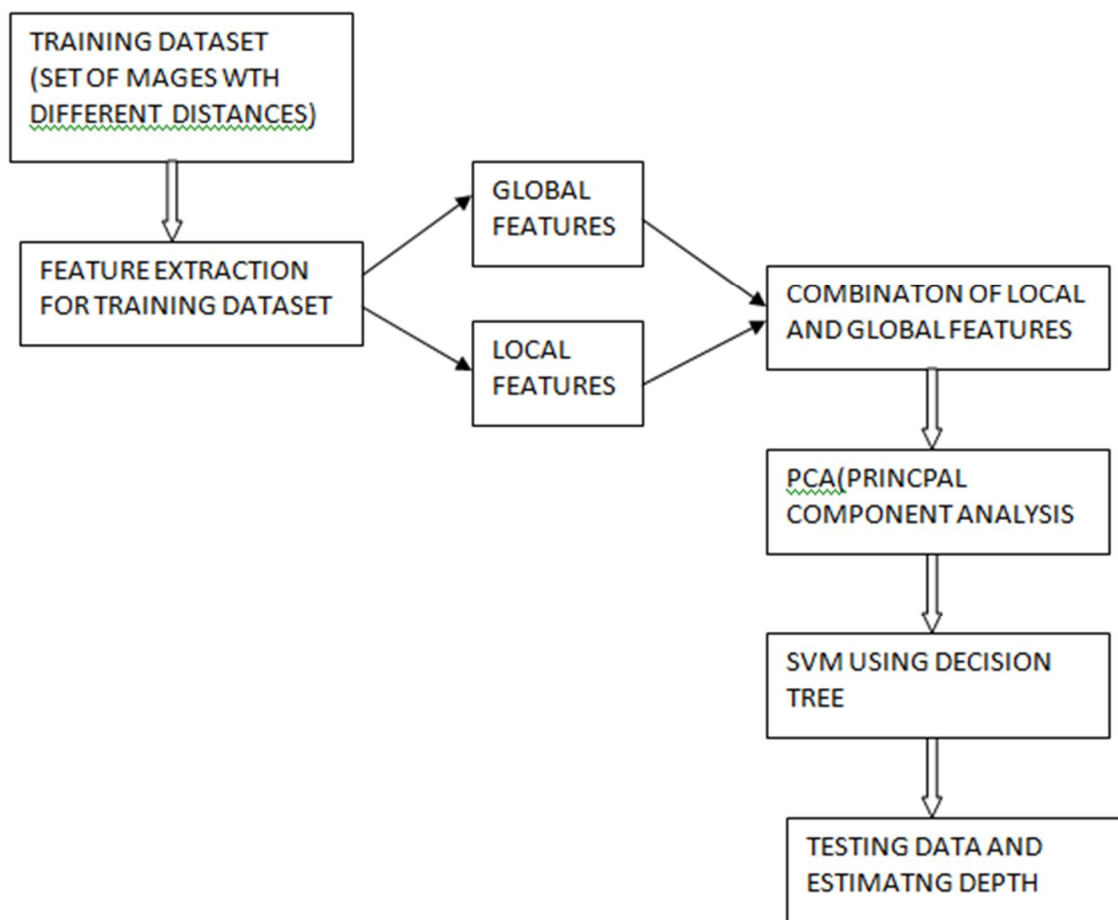 TRAINING DATASET
(SET OF MAGES WTH
DIFFERENT DISTANCES)
FEATURE EXTRACTION
FOR TRAINING DATASET
GLOBAL
FEATURES
LOCAL
FEATURES
COMBINATON OF LOCAL
AND GLOBAL FEATURES
PCA(PRINCPAL
COMPONENT ANALYSIS
SVM USING DECISION
TREE
TESTING DATA AND
ESTIMATNG DEPTH